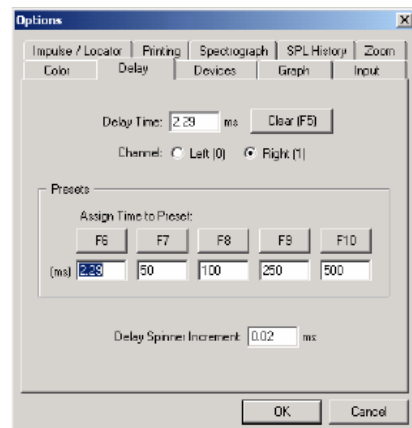 Options
Impulse / Locator Printing Spectrograph SPL History Zoom
Color Delay Devices Graph Input
Delay Time: 2.29 ms Clear (F5)
Channel: Left (0) Right (1)
Presets
Assign Time to Preset:
F6 F7 F8 F9 F10
(ms) 2.29 50 100 250 500
Delay Spinner Increment: 0.02 ms
OK Cancel